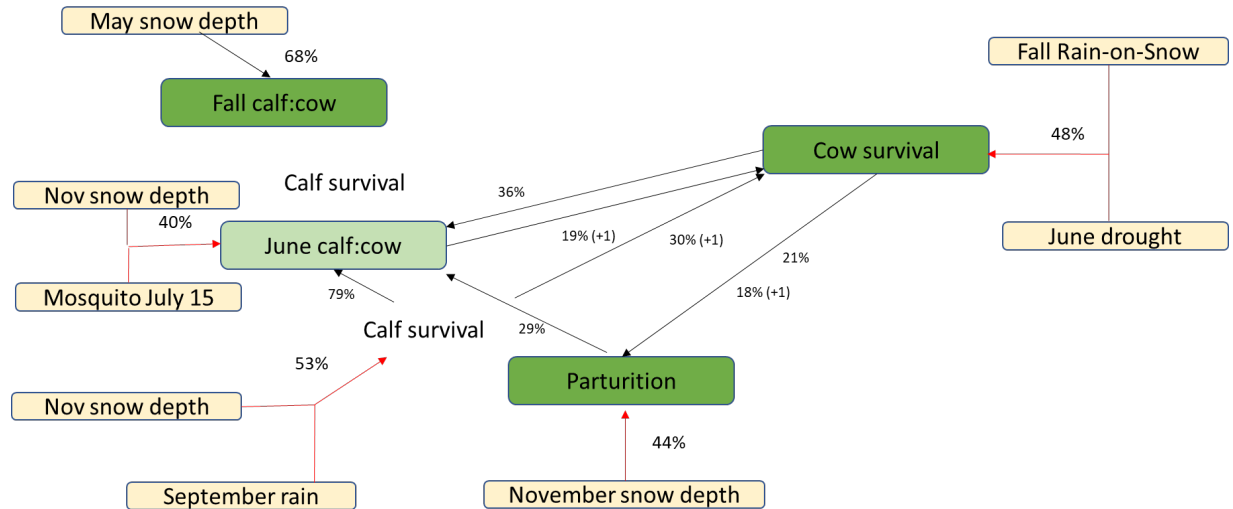 May snow depth
68%
Fall calf:cow
Fall Rain-on-Snow
48%
Cow survival
Calf survival
36%
Nov snow depth
40%
June calf:cow
19% (+1)
30% (+1)
June drought
21%
Mosquito July 15
79%
18% (+1)
Calf survival
29%
53%
Parturition
Nov snow depth
44%
September rain
November snow depth